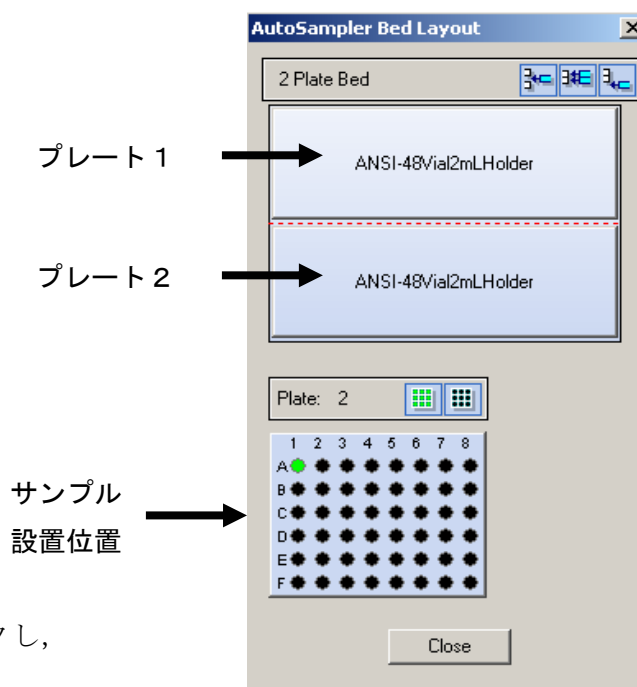 AutoSampler Bed Layout
2 Plate Bed
プレート１
ANSI-48Vial2mLHolder
プレート２
ANSI-48Vial2mLHolder
Plate: 2
1 2 3 4 5 6 7 8
A
B
C
D
E
F
サンプル
設置位置
し，
Close